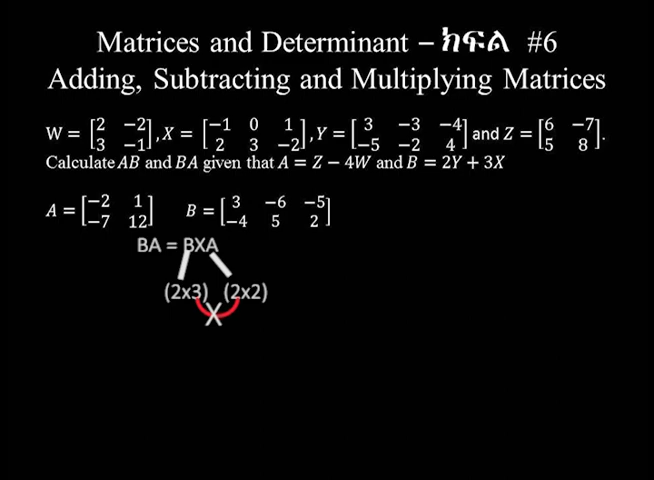 Matrices and Determinant – ክፍል #6
Adding, Subtracting and Multiplying Matrices
W = [2 −2; 3 −1], X = [−1 0 1; 2 3 −2], Y = [3 −3 −4; −5 −2 4] and Z = [6 −7; 5 8].
Calculate AB and BA given that A = Z − 4W and B = 2Y + 3X
A = [−2 1; −7 12] B = [3 −6 −5; −4 5 2]
BA = BXA
(2x3) (2x2)
X